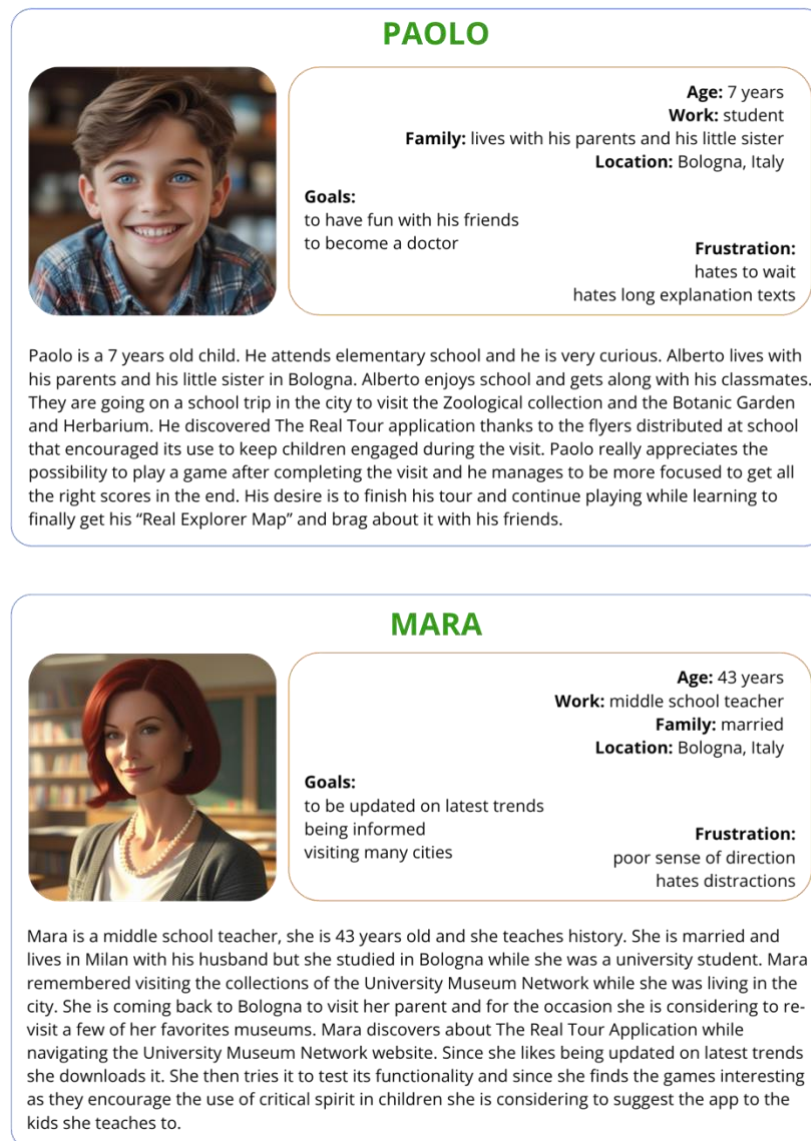 PAOLO
Age: 7 years
Work: student
Family: lives with his parents and his little sister
Location: Bologna, Italy
Goals:
to have fun with his friends
to become a doctor
Frustration:
hates to wait
hates long explanation texts
Paolo is a 7 years old child. He attends elementary school and he is very curious. Alberto lives with
his parents and his little sister in Bologna. Alberto enjoys school and gets along with his classmates.
They are going on a school trip in the city to visit the Zoological collection and the Botanic Garden
and Herbarium. He discovered The Real Tour application thanks to the flyers distributed at school
that encouraged its use to keep children engaged during the visit. Paolo really appreciates the
possibility to play a game after completing the visit and he manages to be more focused to get all
the right scores in the end. His desire is to finish his tour and continue playing while learning to
finally get his “Real Explorer Map” and brag about it with his friends.
MARA
Age: 43 years
Work: middle school teacher
Family: married
Location: Bologna, Italy
Goals:
to be updated on latest trends
being informed
visiting many cities
Frustration:
poor sense of direction
hates distractions
Mara is a middle school teacher, she is 43 years old and she teaches history. She is married and
lives in Milan with his husband but she studied in Bologna while she was a university student. Mara
remembered visiting the collections of the University Museum Network while she was living in the
city. She is coming back to Bologna to visit her parent and for the occasion she is considering to re-
visit a few of her favorites museums. Mara discovers about The Real Tour Application while
navigating the University Museum Network website. Since she likes being updated on latest trends
she downloads it. She then tries it to test its functionality and since she finds the games interesting
as they encourage the use of critical spirit in children she is considering to suggest the app to the
kids she teaches to.